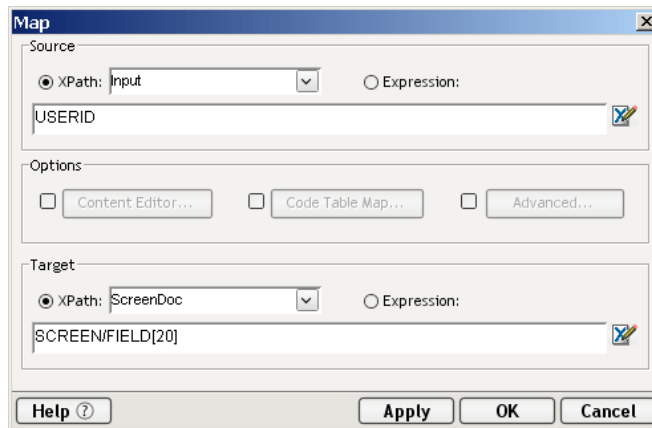 Map
Source
XPath: Input Expression:
USERID
Options
Content Editor... Code Table Map... Advanced...
Target
XPath: ScreenDoc Expression:
SCREEN/FIELD[20]
Help ? Apply OK Cancel